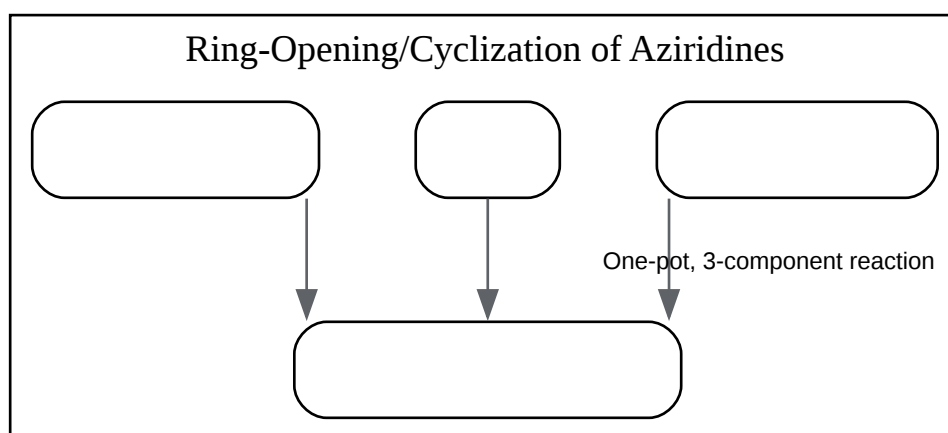 Ring-Opening/Cyclization of Aziridines
One-pot, 3-component reaction